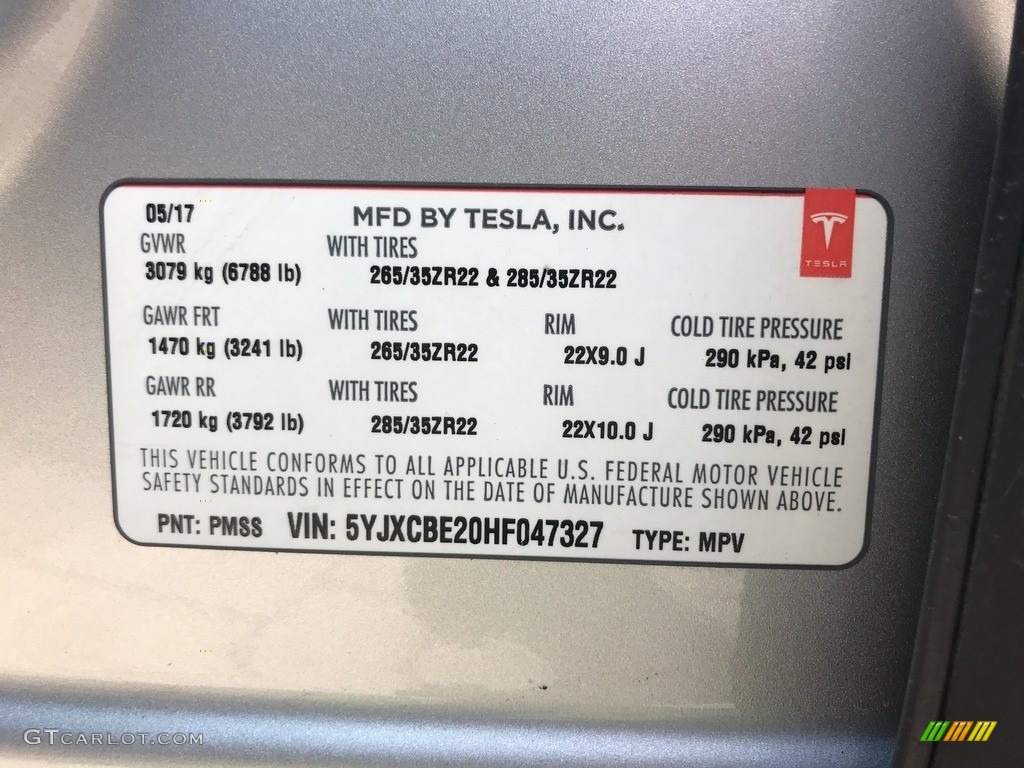 05/17 MFD BY TESLA, INC.
TESLA
GVWR WITH TIRES
3079 kg (6788 lb) 265/35ZR22 & 285/35ZR22
GAWR FRT WITH TIRES RIM COLD TIRE PRESSURE
1470 kg (3241 lb) 265/35ZR22 22X9.0 J 290 kPa, 42 psi
GAWR RR WITH TIRES RIM COLD TIRE PRESSURE
1720 kg (3792 lb) 285/35ZR22 22X10.0 J 290 kPa, 42 psi
THIS VEHICLE CONFORMS TO ALL APPLICABLE U.S. FEDERAL MOTOR VEHICLE
SAFETY STANDARDS IN EFFECT ON THE DATE OF MANUFACTURE SHOWN ABOVE.
PNT: PMSS VIN: 5YJXCBE20HF047327 TYPE: MPV
GTCARLOT.COM